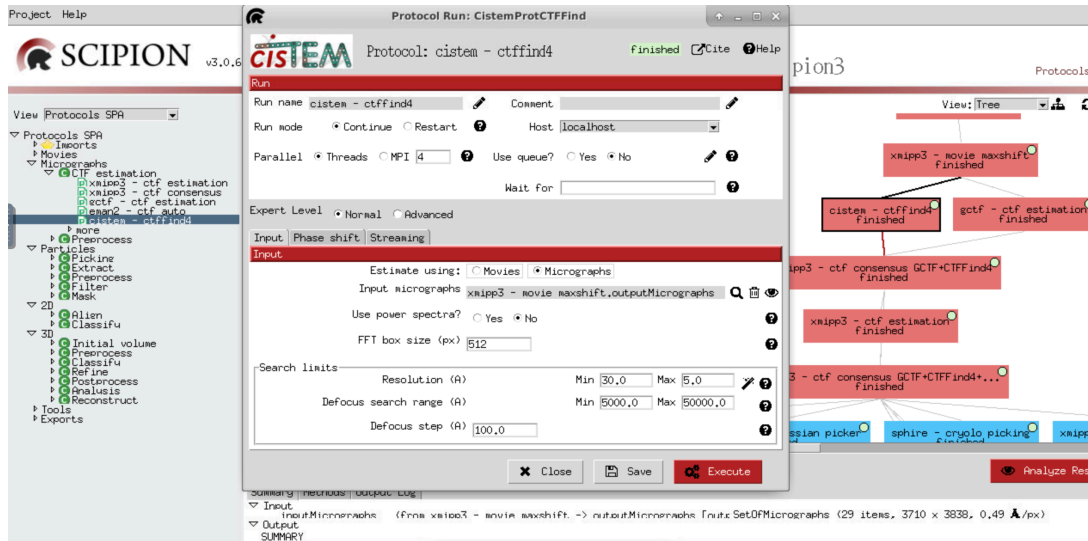 Project Help
SCIPION v3.0.6
View Protocols SPA
Protocols SPA
Imports
Movies
Micrographs
CTF estimation
xmipp3 - ctf estimation
xmipp3 - ctf consensus
gctf - ctf estimation
eman2 - ctf auto
cistem - ctffind4
more
Preprocess
Particles
Picking
Extract
Preprocess
Filter
Mask
2D
Align
Classify
3D
Initial volume
Preprocess
Classify
Refine
Postprocess
Analysis
Reconstruct
Tools
Exports
Protocol Run: CistemProtCTFFind
cisTEM Protocol: cistem - ctffind4 finished Cite Help
Run
Run name cistem - ctffind4 Comment
Run mode Continue Restart Host localhost
Parallel Threads MPI 4 Use queue? Yes No
Wait for
Expert Level Normal Advanced
Input Phase shift Streaming
Input
Estimate using: Movies Micrographs
Input micrographs xmipp3 - movie maxshift.outputMicrographs
Use power spectra? Yes No
FFT box size (px) 512
Search limits
Resolution (A) Min 30.0 Max 5.0
Defocus search range (A) Min 5000.0 Max 50000.0
Defocus step (A) 100.0
Close Save Execute
pion3
Protocols
View: Tree
xmipp3 - movie maxshift
finished
cistem - ctffind4
finished
gctf - ctf estimation
finished
ipp3 - ctf consensus GCTF+CTFFind4
finished
xmipp3 - ctf estimation
finished
3 - ctf consensus GCTF+CTFFind4+...
finished
ssian picker
sphire - cryolo picking
finished
xmipp
Analyze Res
Summary Methods Output Log
Input
inputMicrographs (from xmipp3 - movie maxshift -> outputMicrographs [outp SetOfMicrographs (29 items, 3710 x 3838, 0.49 Å/px)
Output
SUMMARY